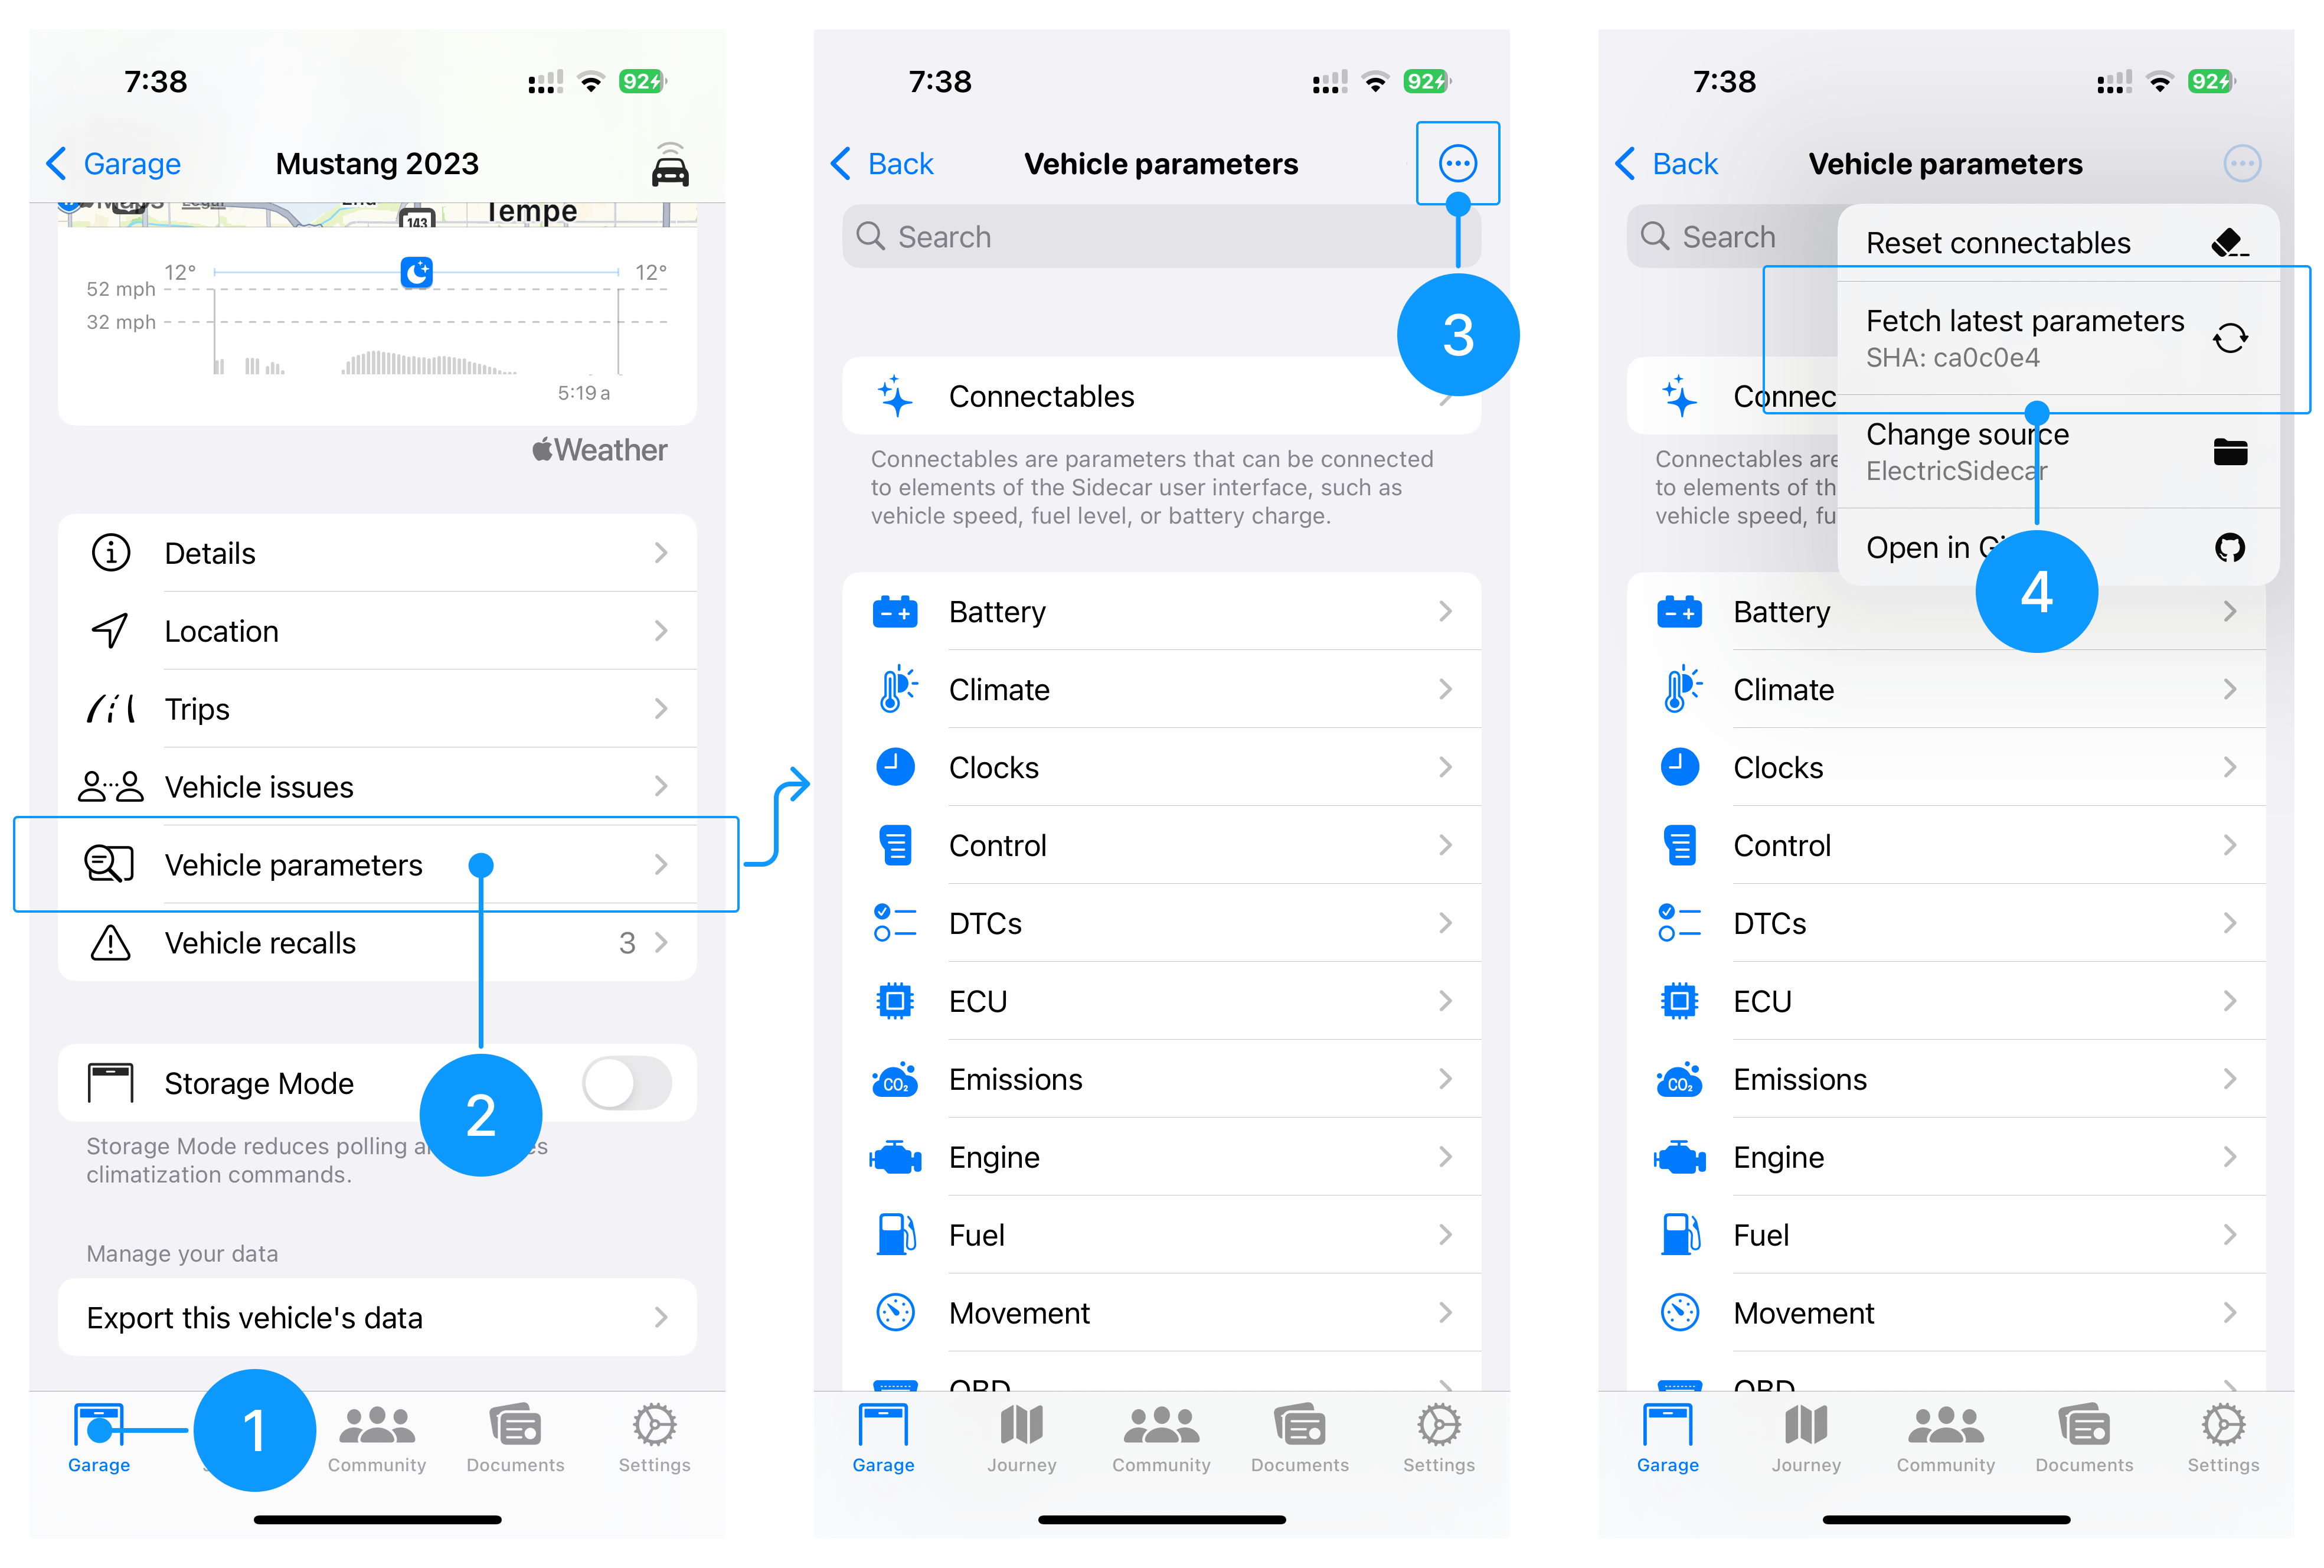 7:38
92
Garage
Mustang 2023
Tempe
143
12°
12°
52 mph
32 mph
5:19 a
Weather
Details
Location
Trips
Vehicle issues
Vehicle parameters
Vehicle recalls
3
Storage Mode
2
Storage Mode reduces polling
climatization commands.
Manage your data
Export this vehicle's data
1
Garage
Community
Documents
Settings
7:38
92
Back
Vehicle parameters
Search
3
Connectables
Connectables are parameters that can be connected
to elements of the Sidecar user interface, such as
vehicle speed, fuel level, or battery charge.
Battery
Climate
Clocks
Control
DTCs
ECU
CO₂
Emissions
Engine
Fuel
Movement
OBD
Garage
Journey
Community
Documents
Settings
7:38
92
Back
Vehicle parameters
Search
Reset connectables
Fetch latest parameters
SHA: ca0c0e4
Change source
ElectricSidecar
Open in
4
Connec
Connectables are
to elements of th
vehicle speed, fu
Battery
Climate
Clocks
Control
DTCs
ECU
CO₂
Emissions
Engine
Fuel
Movement
OBD
Garage
Journey
Community
Documents
Settings